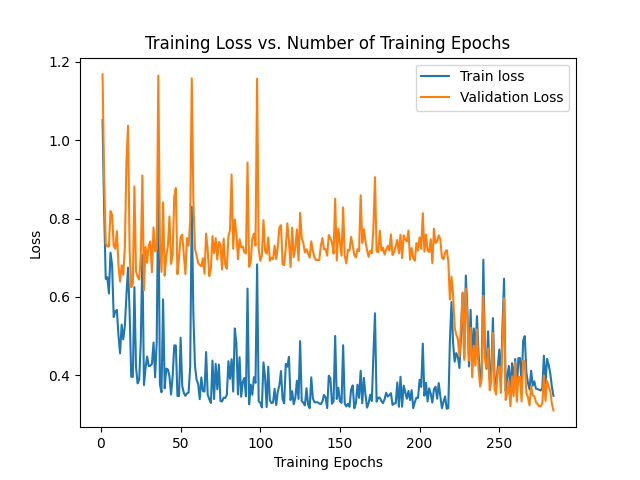 Training Loss vs. Number of Training Epochs
Train loss
Validation Loss
1.2
1.0
0.8
0.6
0.4
Loss
0 50 100 150 200 250
Training Epochs